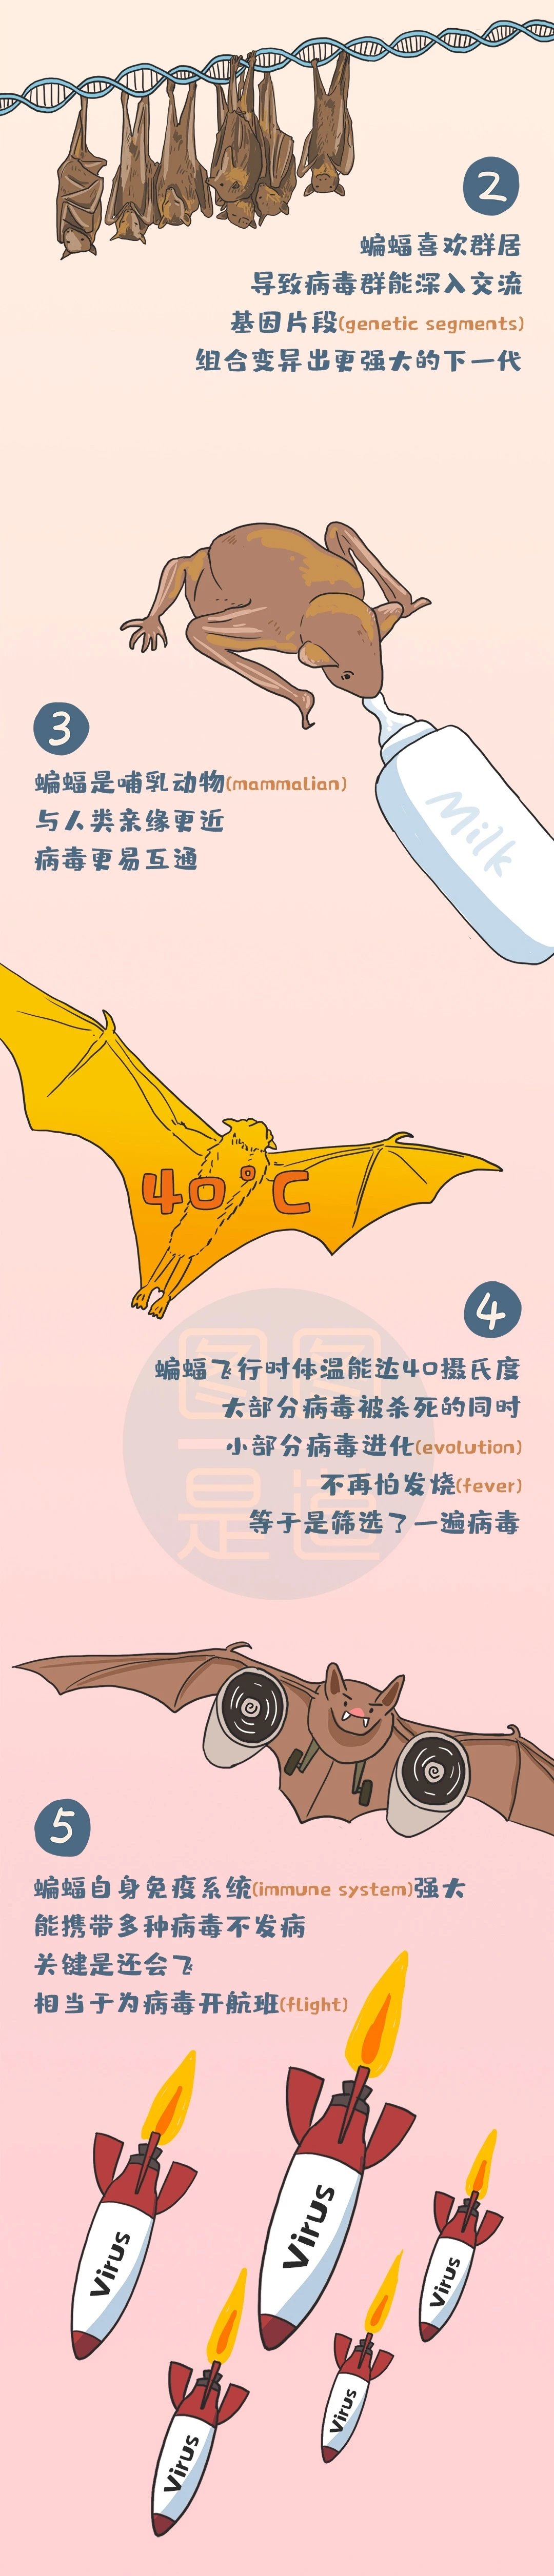 2
蝙蝠喜欢群居
导致病毒群能深入交流
基因片段(genetic segments)
组合变异出更强大的下一代
3
蝙蝠是哺乳动物(mammalian)
与人类亲缘更近
病毒更易互通
Milk
40°C
4
蝙蝠飞行时体温能达40摄氏度
大部分病毒被杀死的同时
小部分病毒进化(evolution)
不再怕发烧(fever)
等于是筛选了一遍病毒
图图
一
是道
5
蝙蝠自身免疫系统(immune system)强大
能携带多种病毒不发病
关键是还会飞
相当于为病毒开航班(flight)
Virus
Virus
Virus
Virus
Virus